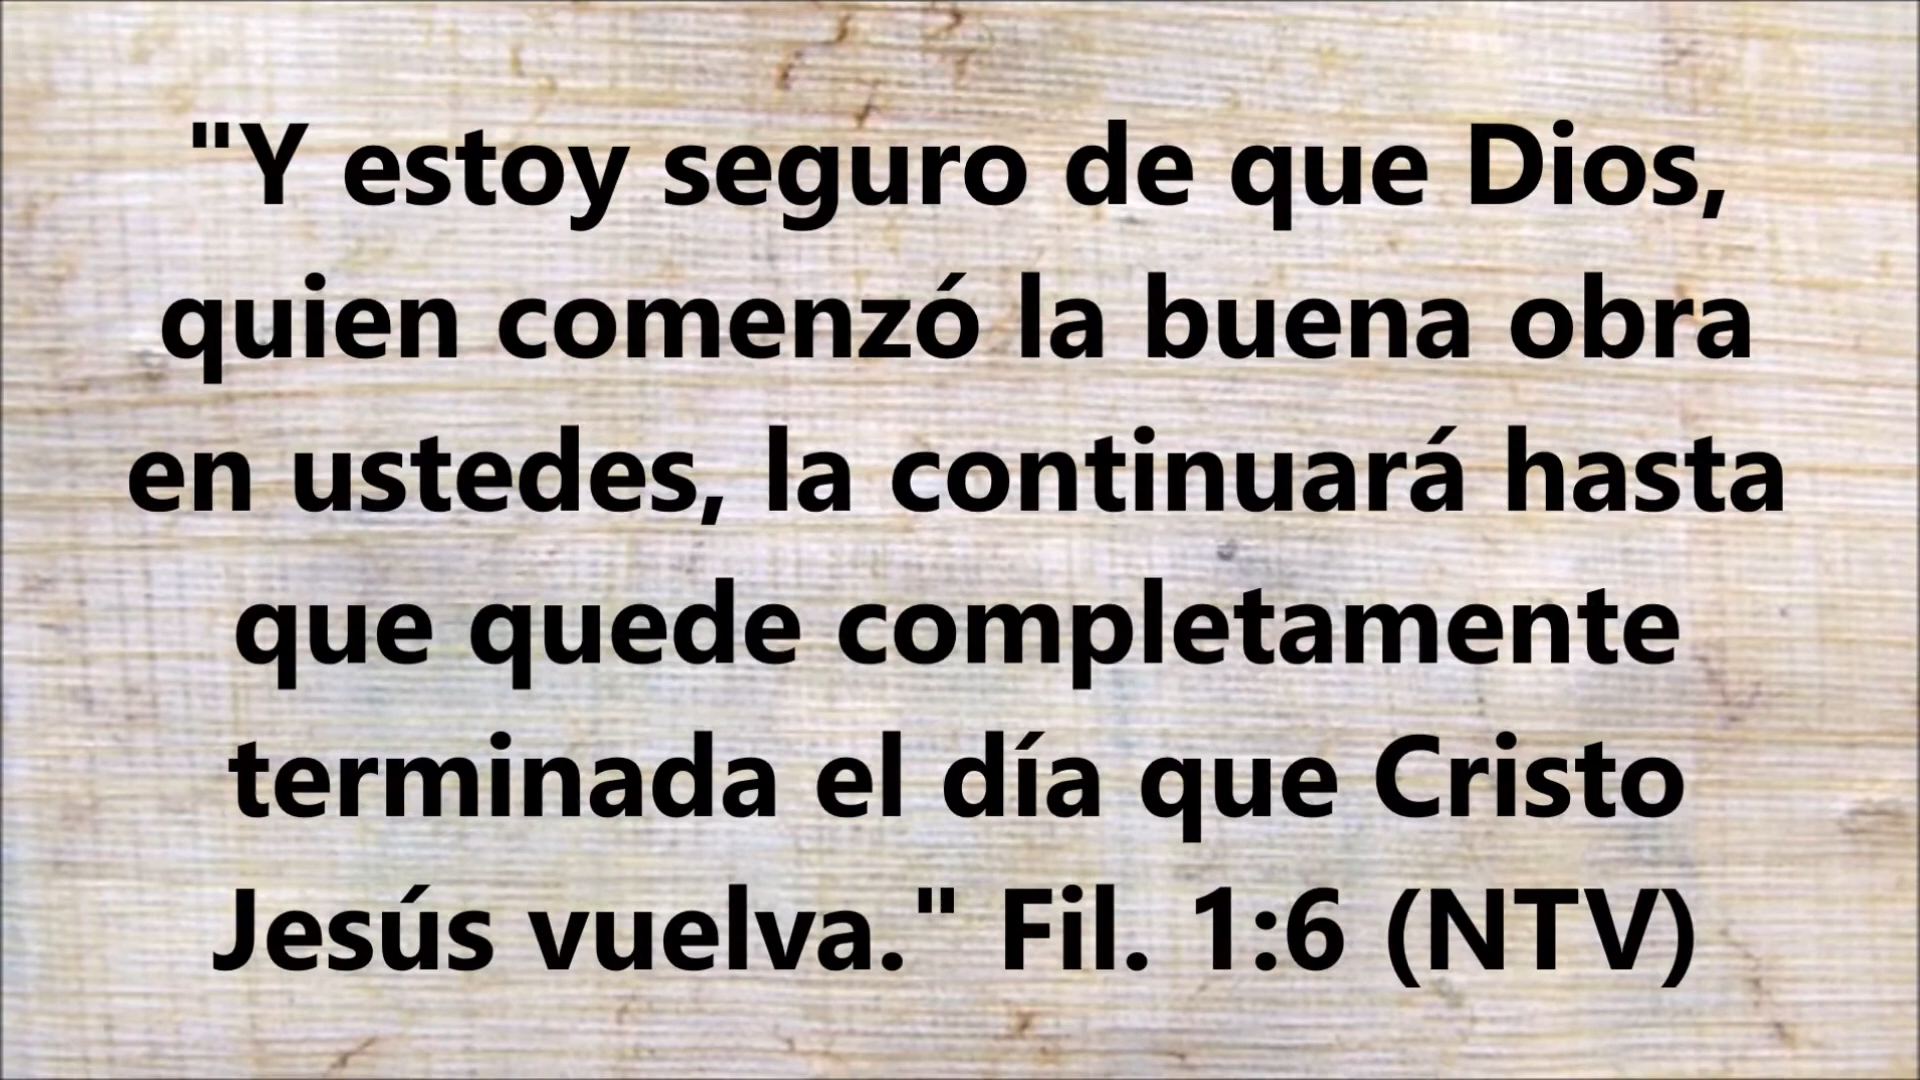 "Y estoy seguro de que Dios,
quien comenzó la buena obra
en ustedes, la continuará hasta
que quede completamente
terminada el día que Cristo
Jesús vuelva." Fil. 1:6 (NTV)